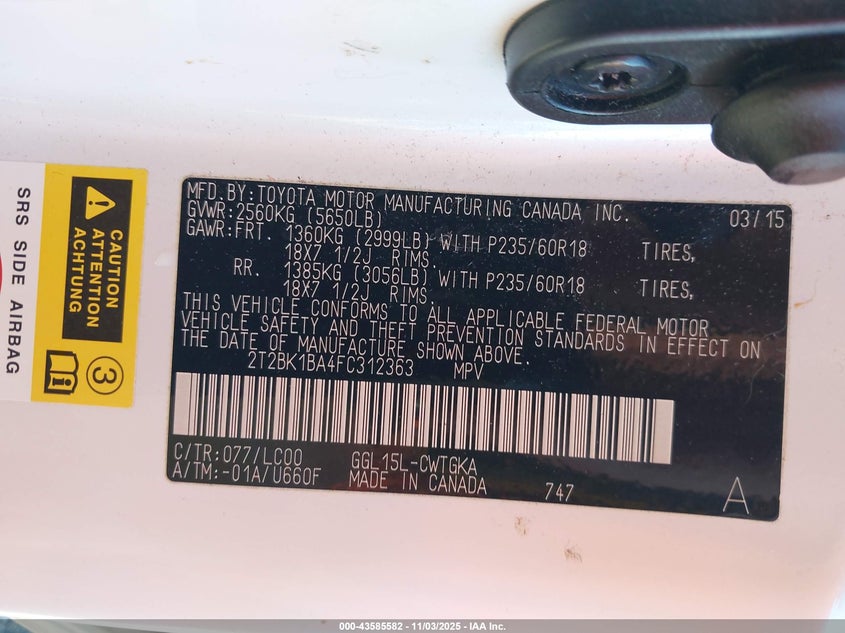 MFD. BY: TOYOTA MOTOR MANUFACTURING CANADA INC. 03/15
GVWR: 2560KG (5650LB)
GAWR: FRT. 1360KG (2999LB) WITH P235/60R18 TIRES,
18X7 1/2J RIMS.
RR. 1385KG (3056LB) WITH P235/60R18 TIRES,
18X7 1/2J RIMS.
THIS VEHICLE CONFORMS TO ALL APPLICABLE FEDERAL MOTOR
VEHICLE SAFETY AND THEFT PREVENTION STANDARDS IN EFFECT ON
THE DATE OF MANUFACTURE SHOWN ABOVE.
2T2BK1BA4FC312363 MPV
C/TR: 077/LC00 GGL15L-CWTGKA
A/TM: -01A/U660F MADE IN CANADA 747 A
SRS SIDE AIRBAG
CAUTION
ATTENTION
ACHTUNG
3
000-43585582 - 11/03/2025 - IAA Inc.